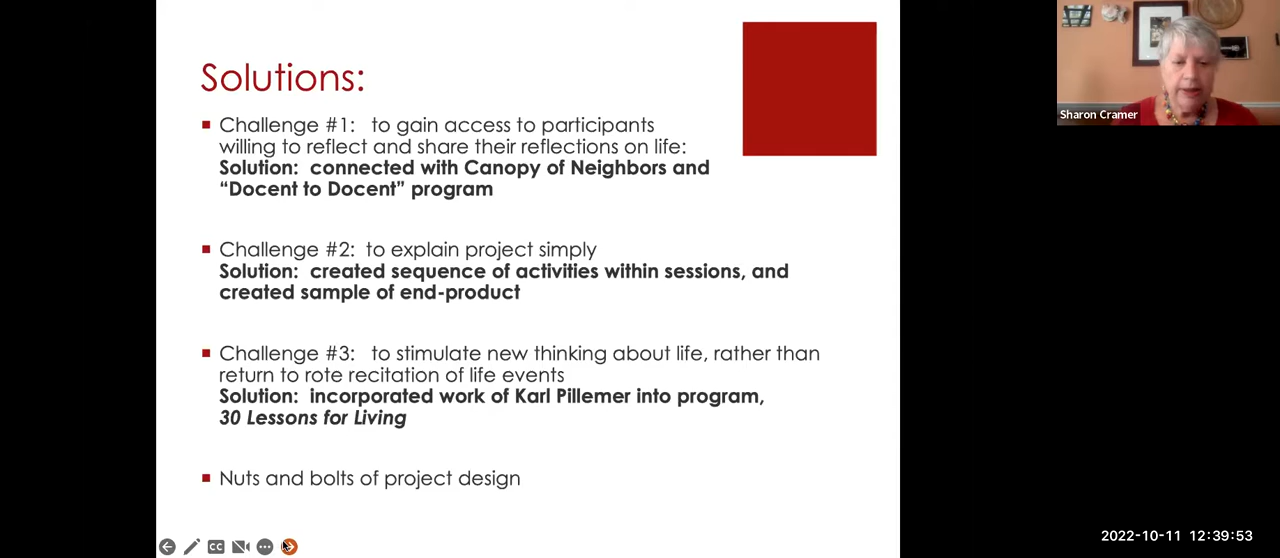 Solutions:
Challenge #1: to gain access to participants
willing to reflect and share their reflections on life:
Solution: connected with Canopy of Neighbors and
“Docent to Docent” program
Challenge #2: to explain project simply
Solution: created sequence of activities within sessions, and
created sample of end-product
Challenge #3: to stimulate new thinking about life, rather than
return to rote recitation of life events
Solution: incorporated work of Karl Pillemer into program,
30 Lessons for Living
Nuts and bolts of project design
CC
Sharon Cramer
2022-10-11 12:39:53